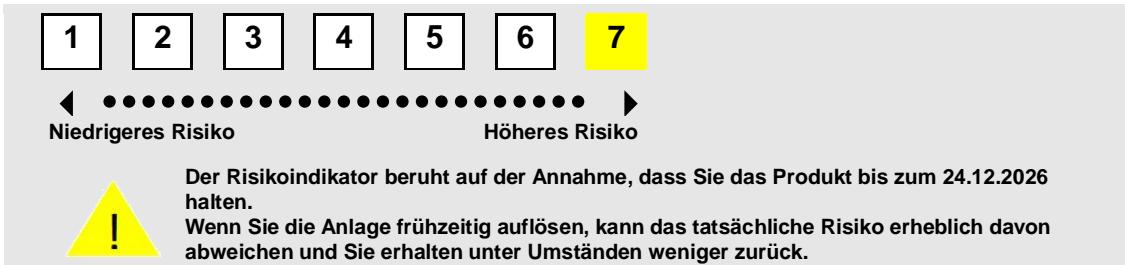 1 2 3 4 5 6 7
Niedrigeres Risiko Höheres Risiko
Der Risikoindikator beruht auf der Annahme, dass Sie das Produkt bis zum 24.12.2026
halten.
! Wenn Sie die Anlage frühzeitig auflösen, kann das tatsächliche Risiko erheblich davon
abweichen und Sie erhalten unter Umständen weniger zurück.